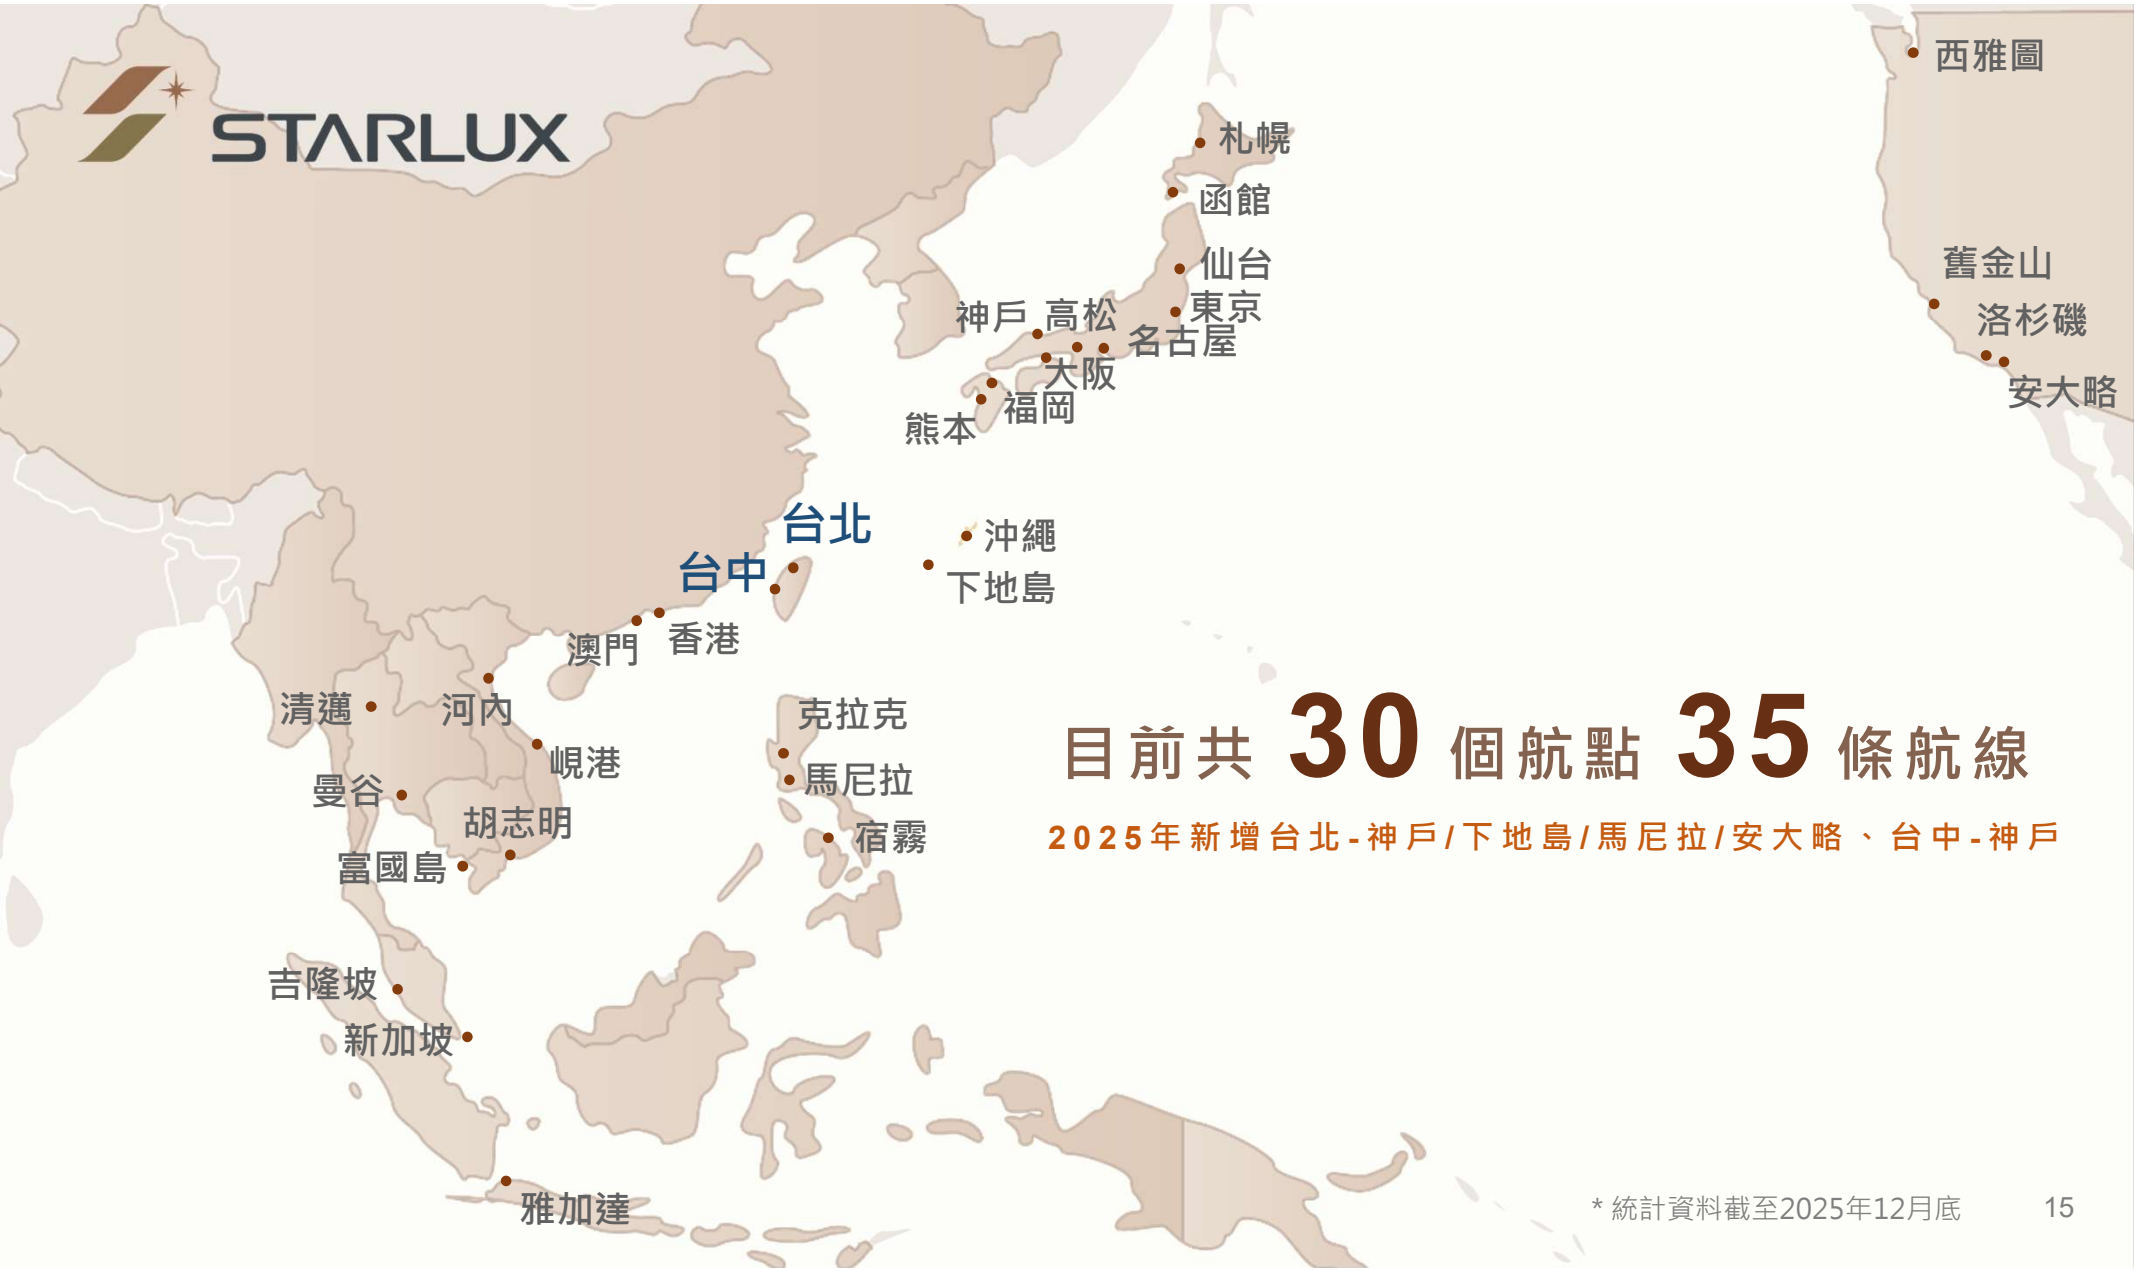 STARLUX
西雅圖
札幌
函館
仙台
舊金山
東京
神戶 高松
洛杉磯
名古屋
大阪
安大略
福岡
熊本
台北
沖繩
台中
下地島
香港
澳門
清邁
河內
克拉克
峴港
目前共 30 個航點 35 條航線
馬尼拉
曼谷
胡志明
2025年新增台北-神戶/下地島/馬尼拉/安大略、台中-神戶
宿霧
富國島
吉隆坡
新加坡
雅加達
* 統計資料截至2025年12月底
15